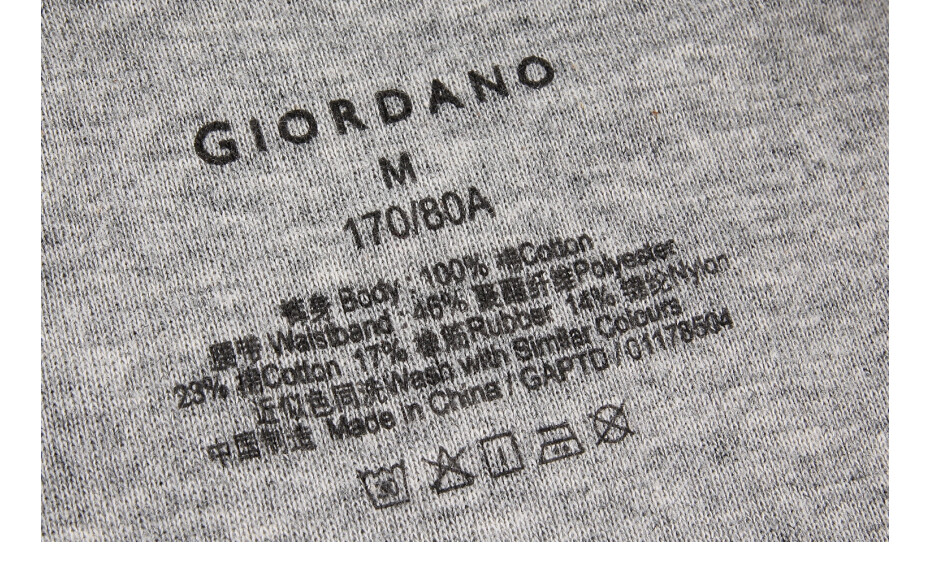 GIORDANO
M
170/80A
裤身 Body : 100% 棉Cotton
腰毛 Waistband : 46% 聚酯纤维Polyester
23% 棉Cotton 17% 橡胶Rubber 14% 锦纶Nylon
近似色同洗Wash with Similar Colours
中国制造 Made in China / GAPTD / 01178504